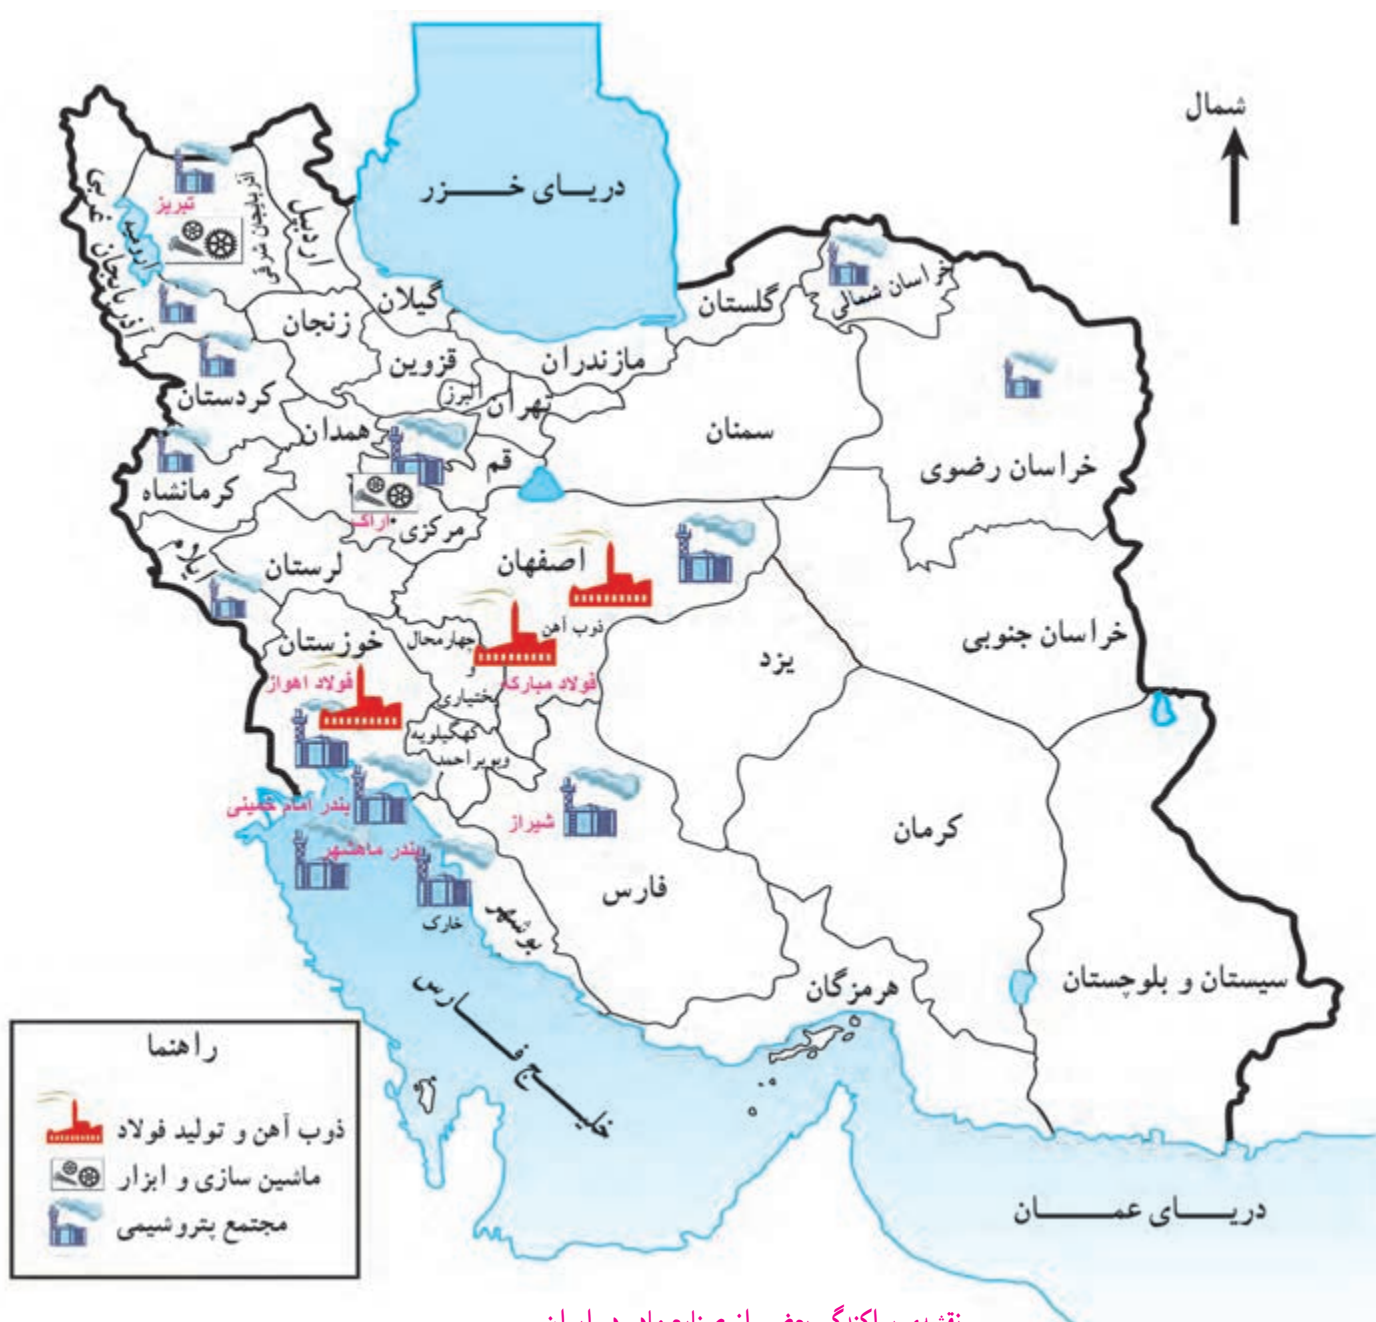 شمال
دریای خزر
آذربایجان غربی
تبریز
آذربایجان شرقی
اردبیل
ارومیه
گیلان
زنجان
گلستان
خراسان شمالی
مازندران
قزوین
البرز
تهران
کردستان
همدان
سمنان
قم
خراسان رضوی
کرمانشاه
اراک
مرکزی
ایلام
لرستان
اصفهان
ذوب آهن
خوزستان
چهارمحال
و
بختیاری
فولاد مبارکه
فولاد اهواز
یزد
خراسان جنوبی
کهگیلویه
وبویراحمد
بندر امام خمینی
شیراز
کرمان
بندر ماهشهر
فارس
خارک
بوشهر
هرمزگان
سیستان و بلوچستان
خلیج فارس
دریای عمان
راهنما
ذوب آهن و تولید فولاد
ماشین سازی و ابزار
مجتمع پتروشیمی